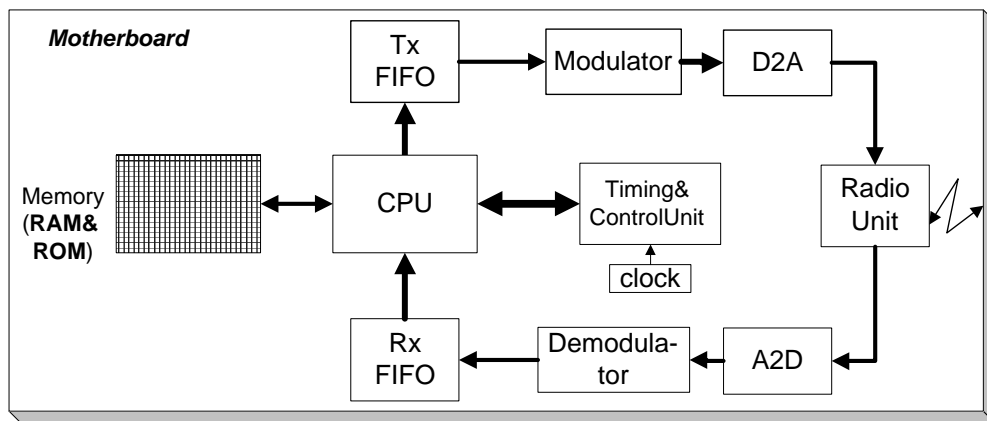 Motherboard
Tx
FIFO
Modulator
D2A
Memory
(RAM&
ROM)
CPU
Timing&
ControlUnit
clock
Radio
Unit
Rx
FIFO
Demodula-
tor
A2D